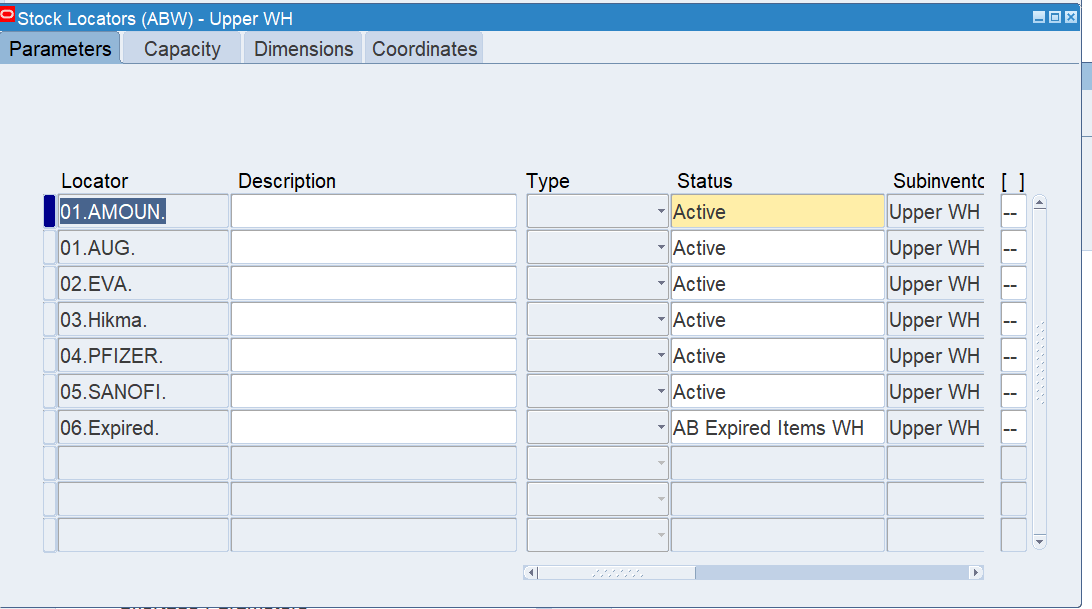 Stock Locators (ABW) - Upper WH
Parameters Capacity Dimensions Coordinates
Locator Description Type Status Subinvento [ ]
01.AMOUN. Active Upper WH --
01.AUG. Active Upper WH --
02.EVA. Active Upper WH --
03.Hikma. Active Upper WH --
04.PFIZER. Active Upper WH --
05.SANOFI. Active Upper WH --
06.Expired. AB Expired Items WH Upper WH --